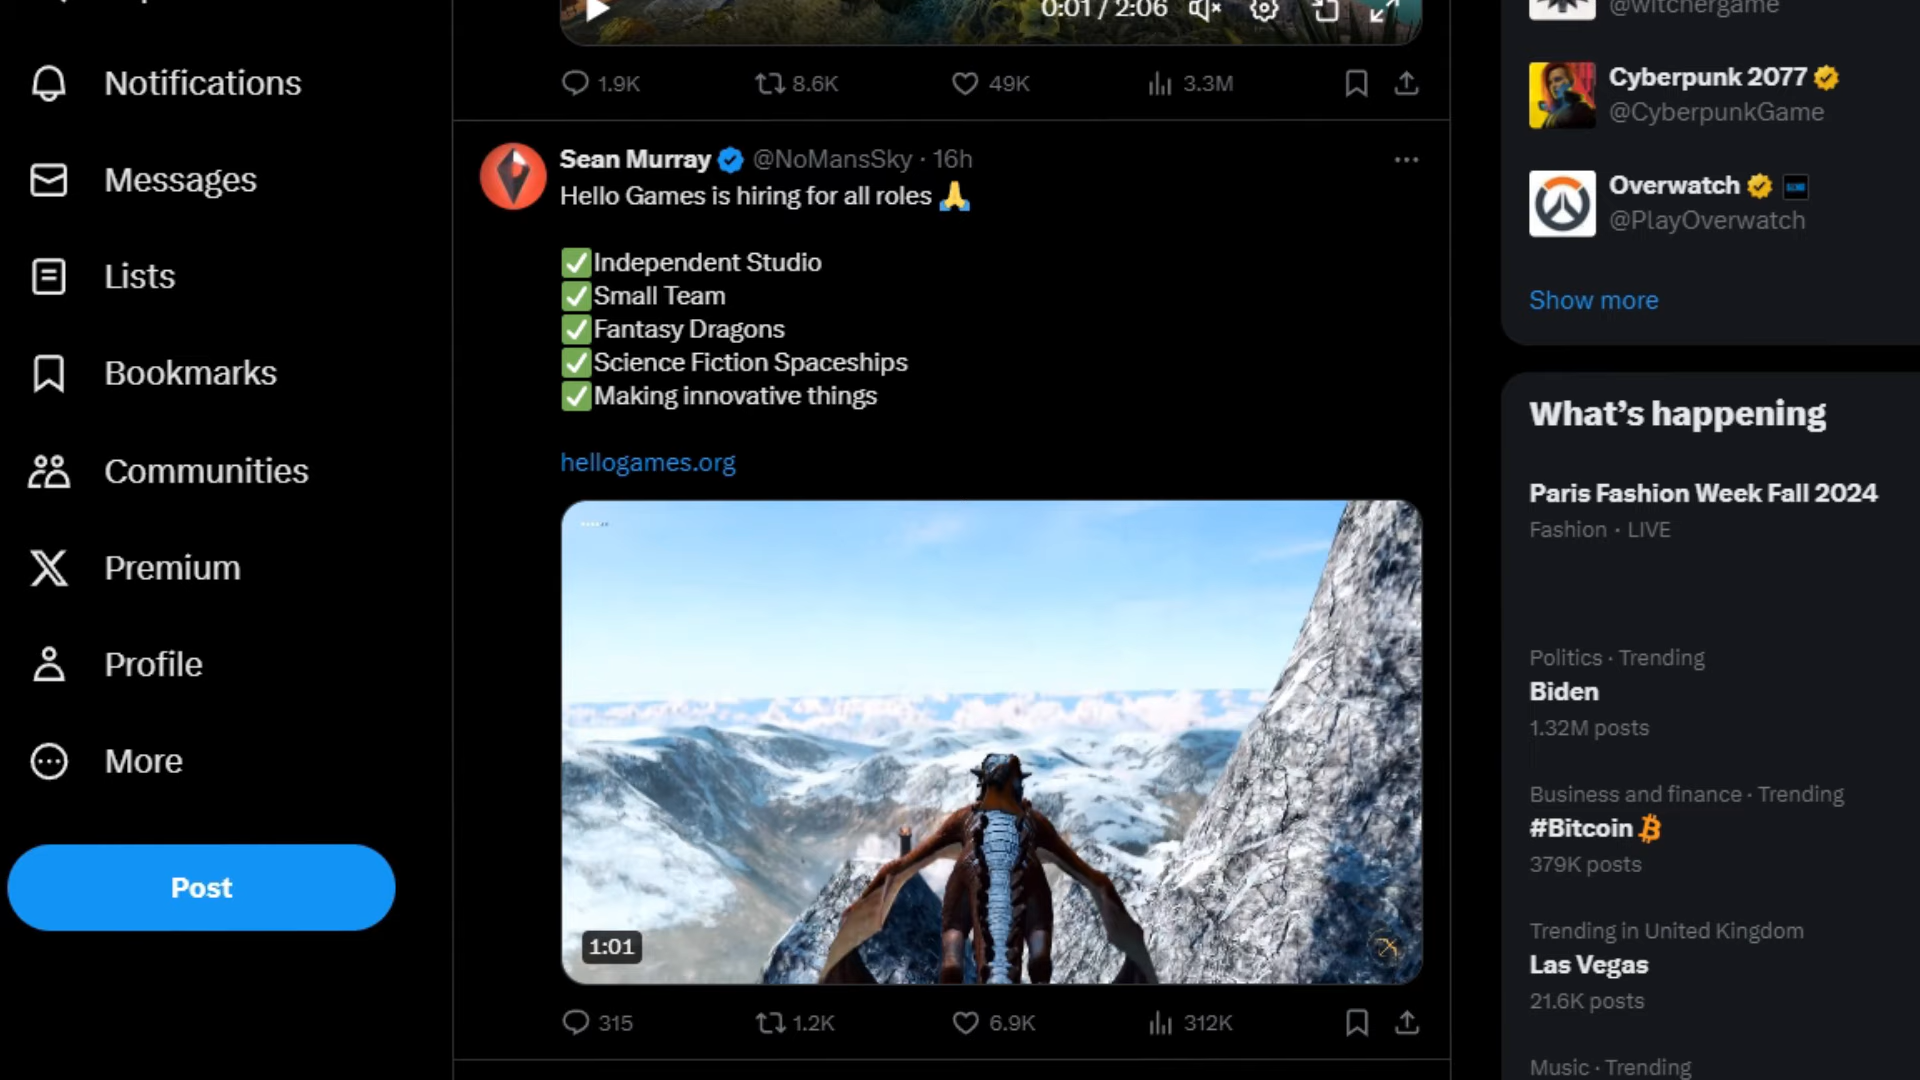 Notifications
Messages
Lists
Bookmarks
Communities
Premium
Profile
More
Post
0:01 / 2:06
1.9K 8.6K 49K 3.3M
Sean Murray @NoMansSky · 16h
Hello Games is hiring for all roles 🙏
✅Independent Studio
✅Small Team
✅Fantasy Dragons
✅Science Fiction Spaceships
✅Making innovative things
hellogames.org
1:01
315 1.2K 6.9K 312K
@witchergame
Cyberpunk 2077
@CyberpunkGame
Overwatch
@PlayOverwatch
Show more
What's happening
Paris Fashion Week Fall 2024
Fashion · LIVE
Politics · Trending
Biden
1.32M posts
Business and finance · Trending
#Bitcoin
379K posts
Trending in United Kingdom
Las Vegas
21.6K posts
Music · Trending